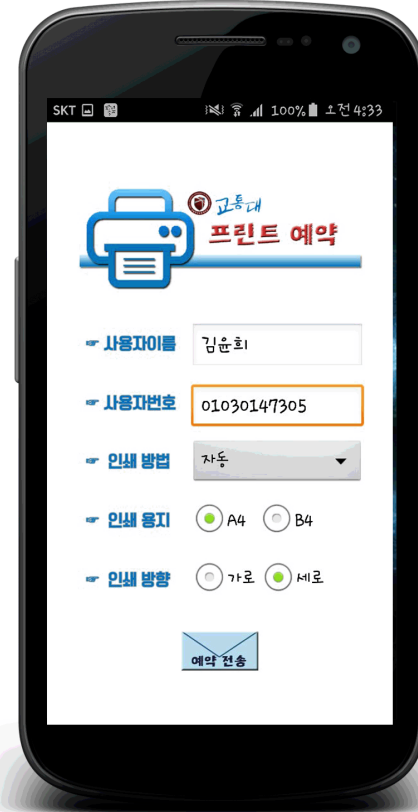 SKT 100% 오전 4:33
교통대
프린트 예약
☞ 사용자이름 김윤희
☞ 사용자번호 01030147305
☞ 인쇄 방법 자동
☞ 인쇄 용지 A4 B4
☞ 인쇄 방향 가로 세로
예약 전송